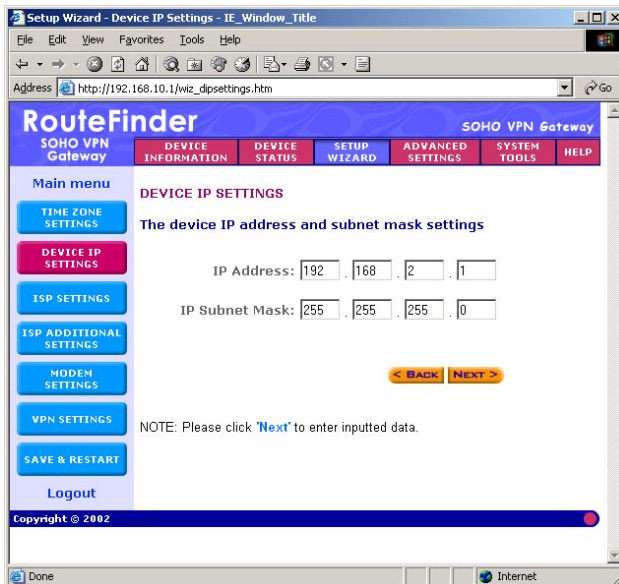 Setup Wizard - Device IP Settings - IE_Window_Title
File Edit View Favorites Tools Help
Address http://192.168.10.1/wiz_dipsettings.htm Go
RouteFinder
SOHO VPN Gateway
SOHO VPN
Gateway
DEVICE
INFORMATION
DEVICE
STATUS
SETUP
WIZARD
ADVANCED
SETTINGS
SYSTEM
TOOLS
HELP
Main menu
TIME ZONE
SETTINGS
DEVICE IP
SETTINGS
ISP SETTINGS
ISP ADDITIONAL
SETTINGS
MODEM
SETTINGS
VPN SETTINGS
SAVE & RESTART
Logout
DEVICE IP SETTINGS
The device IP address and subnet mask settings
IP Address: 192 . 168 . 2 . 1
IP Subnet Mask: 255 . 255 . 255 . 0
< BACK NEXT >
NOTE: Please click 'Next' to enter inputted data.
Copyright © 2002
Done
Internet